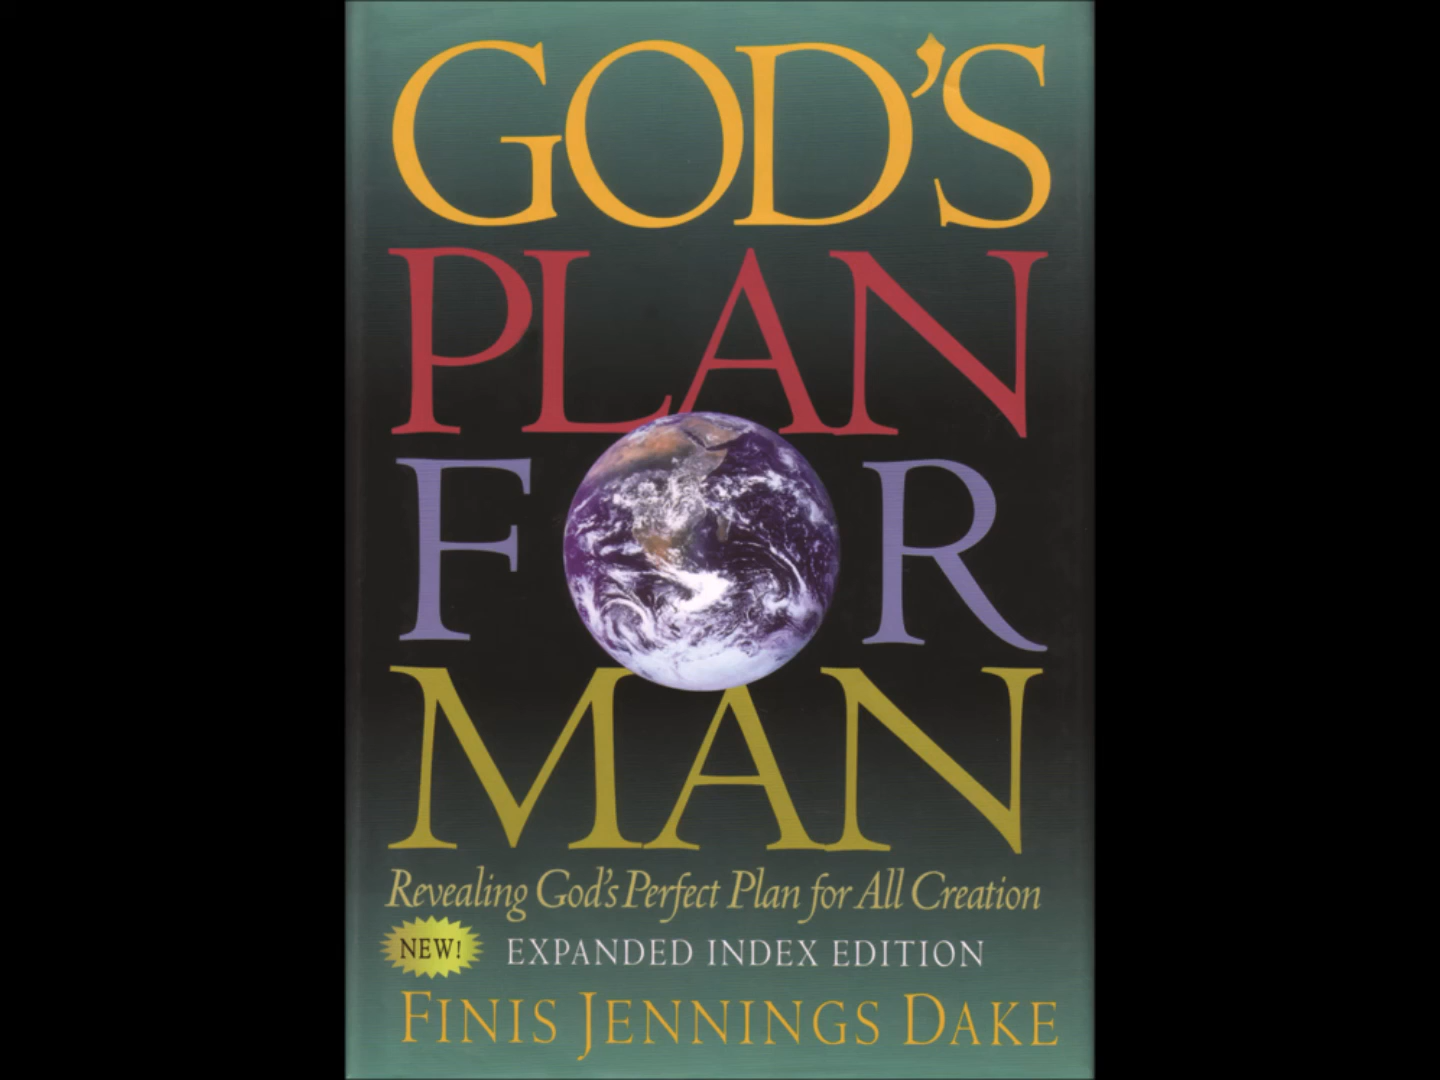 GOD'S
PLAN
FOR
MAN
Revealing God's Perfect Plan for All Creation
NEW!
EXPANDED INDEX EDITION
FINIS JENNINGS DAKE